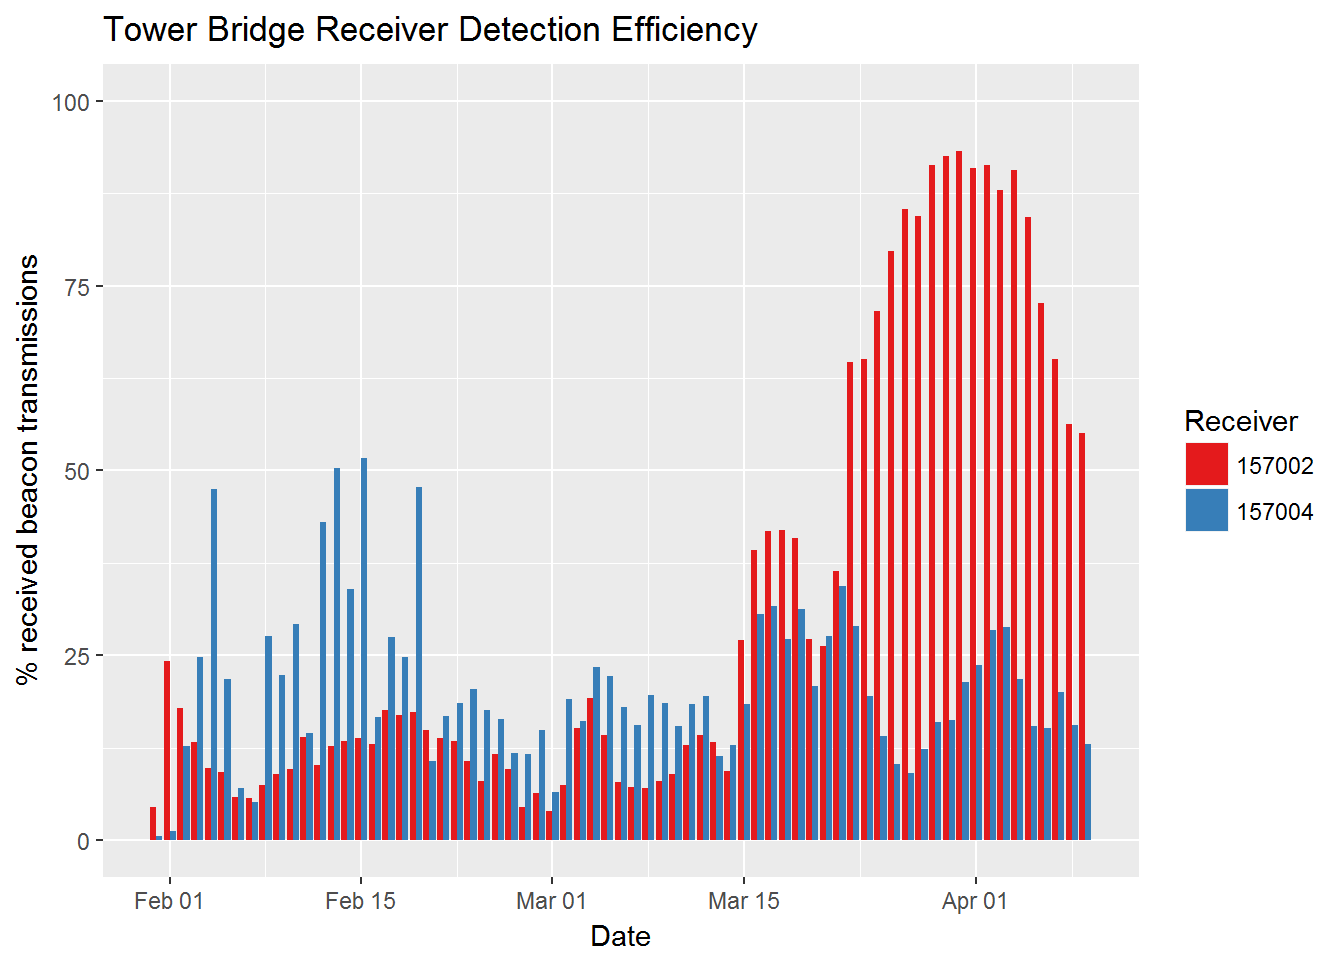 Tower Bridge Receiver Detection Efficiency
% received beacon transmissions
100
75
50
25
0
Feb 01
Feb 15
Mar 01
Mar 15
Apr 01
Date
Receiver
157002
157004